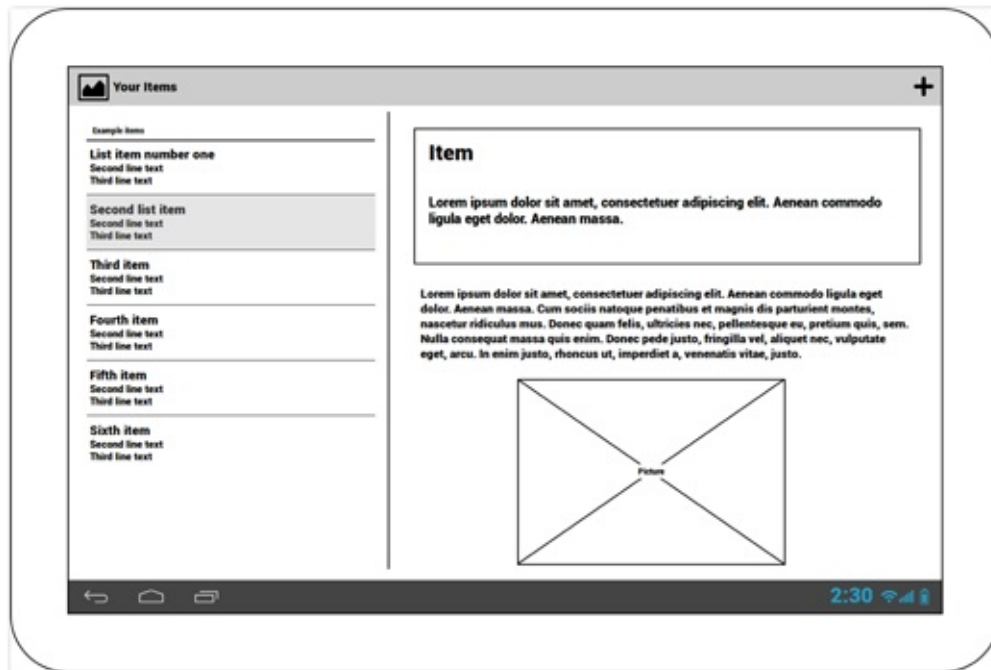 Your Items
Example items
List item number one
Second line text
Third line text
Second list item
Second line text
Third line text
Third item
Second line text
Third line text
Fourth item
Second line text
Third line text
Fifth item
Second line text
Third line text
Sixth item
Second line text
Third line text
Item
Lorem ipsum dolor sit amet, consectetuer adipiscing elit. Aenean commodo
ligula eget dolor. Aenean massa.
Lorem ipsum dolor sit amet, consectetuer adipiscing elit. Aenean commodo ligula eget
dolor. Aenean massa. Cum sociis natoque penatibus et magnis dis parturient montes,
nascetur ridiculus mus. Donec quam felis, ultricies nec, pellentesque eu, pretium quis, sem.
Nulla consequat massa quis enim. Donec pede justo, fringilla vel, aliquet nec, vulputate
eget, arcu. In enim justo, rhoncus ut, imperdiet a, venenatis vitae, justo.
Picture
2:30